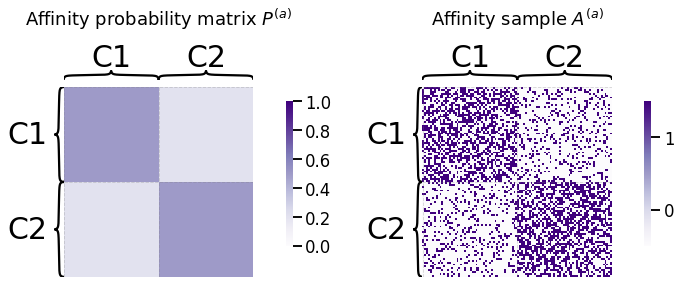 Affinity probability matrix $P^{(a)}$
C1 C2
C1
C2
1.0
0.8
0.6
0.4
0.2
0.0
Affinity sample $A^{(a)}$
C1 C2
C1
C2
1
0